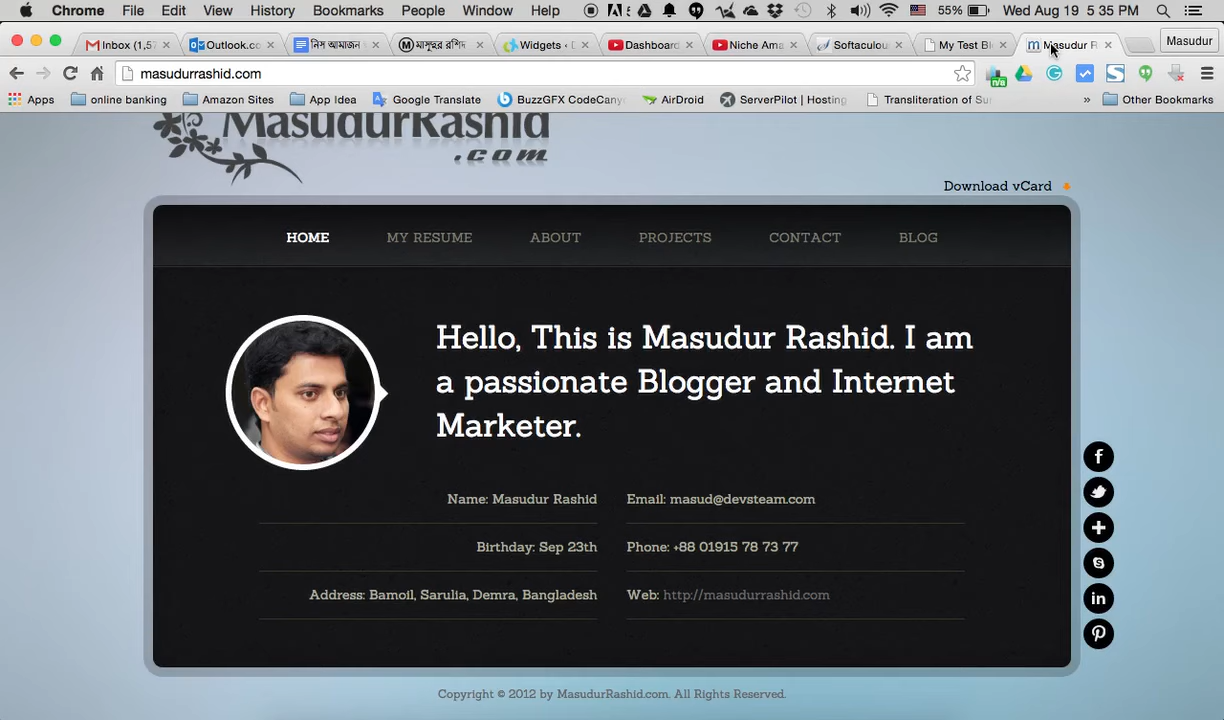 Chrome File Edit View History Bookmarks People Window Help 55% Wed Aug 19 5:35 PM
Inbox (1,5 Outlook.co নিস আমাজন মাসুদুর রশিদ Widgets ‹ D Dashboard Niche Ama Softaculou My Test Bl Masudur R Masudur
masudurrashid.com
n/a
Apps online banking Amazon Sites App Idea Google Translate BuzzGFX CodeCany AirDroid ServerPilot | Hosting Transliteration of Su » Other Bookmarks
MasudurRashid
.com
Download vCard
HOME MY RESUME ABOUT PROJECTS CONTACT BLOG
Hello, This is Masudur Rashid. I am
a passionate Blogger and Internet
Marketer.
Name: Masudur Rashid Email: masud@devsteam.com
Birthday: Sep 23th Phone: +88 01915 78 73 77
Address: Bamoil, Sarulia, Demra, Bangladesh Web: http://masudurrashid.com
Copyright © 2012 by MasudurRashid.com. All Rights Reserved.